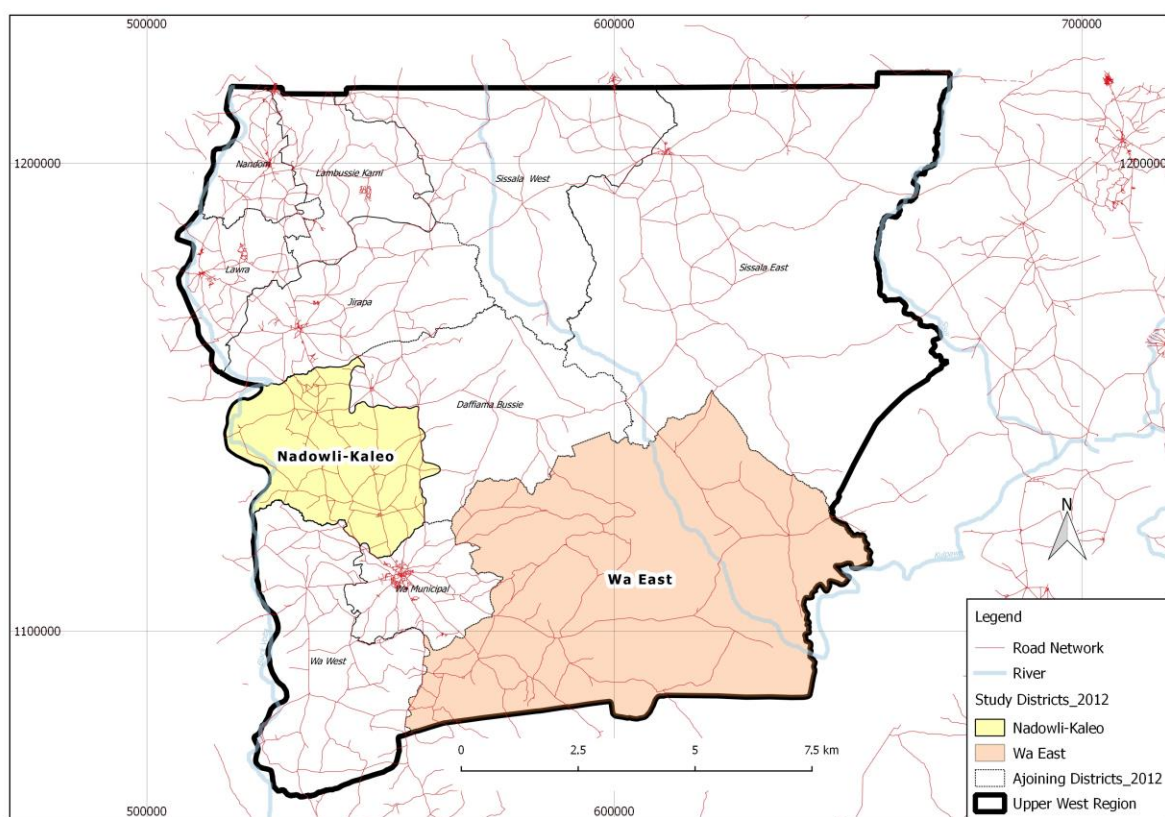 500000
600000
700000
1200000
1200000
Nandom
Lambussie Karni
Sissala West
Lawra
Sissala East
Jirapa
Daffiama Bussie
Nadowli-Kaleo
N
Wa East
Wa Municipal
1100000
Wa West
0 2.5 5 7.5 km
500000
600000
Legend
Road Network
River
Study Districts_2012
Nadowli-Kaleo
Wa East
Ajoining Districts_2012
Upper West Region